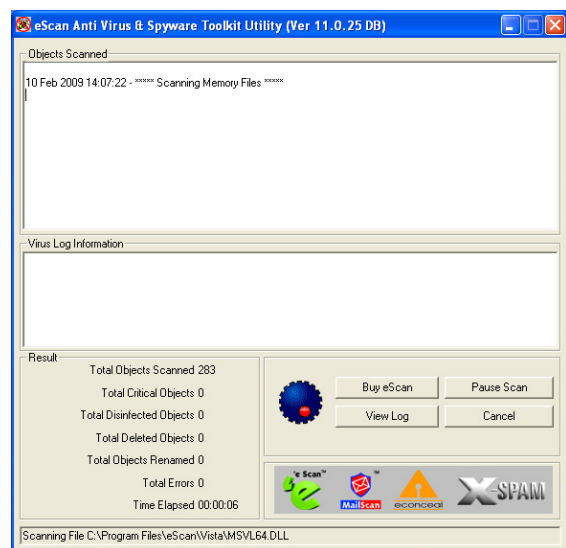 eScan Anti Virus & Spyware Toolkit Utility (Ver 11.0.25 DB)
Objects Scanned
10 Feb 2009 14:07:22 - ***** Scanning Memory Files *****
Virus Log Information
Result
Total Objects Scanned 283
Total Critical Objects 0
Total Disinfected Objects 0
Total Deleted Objects 0
Total Objects Renamed 0
Total Errors 0
Time Elapsed 00:00:06
Buy eScan
Pause Scan
View Log
Cancel
e Scan™
MailScan ™
econceal
X-SPAM
Scanning File C:\Program Files\eScan\Vista\MSVL64.DLL